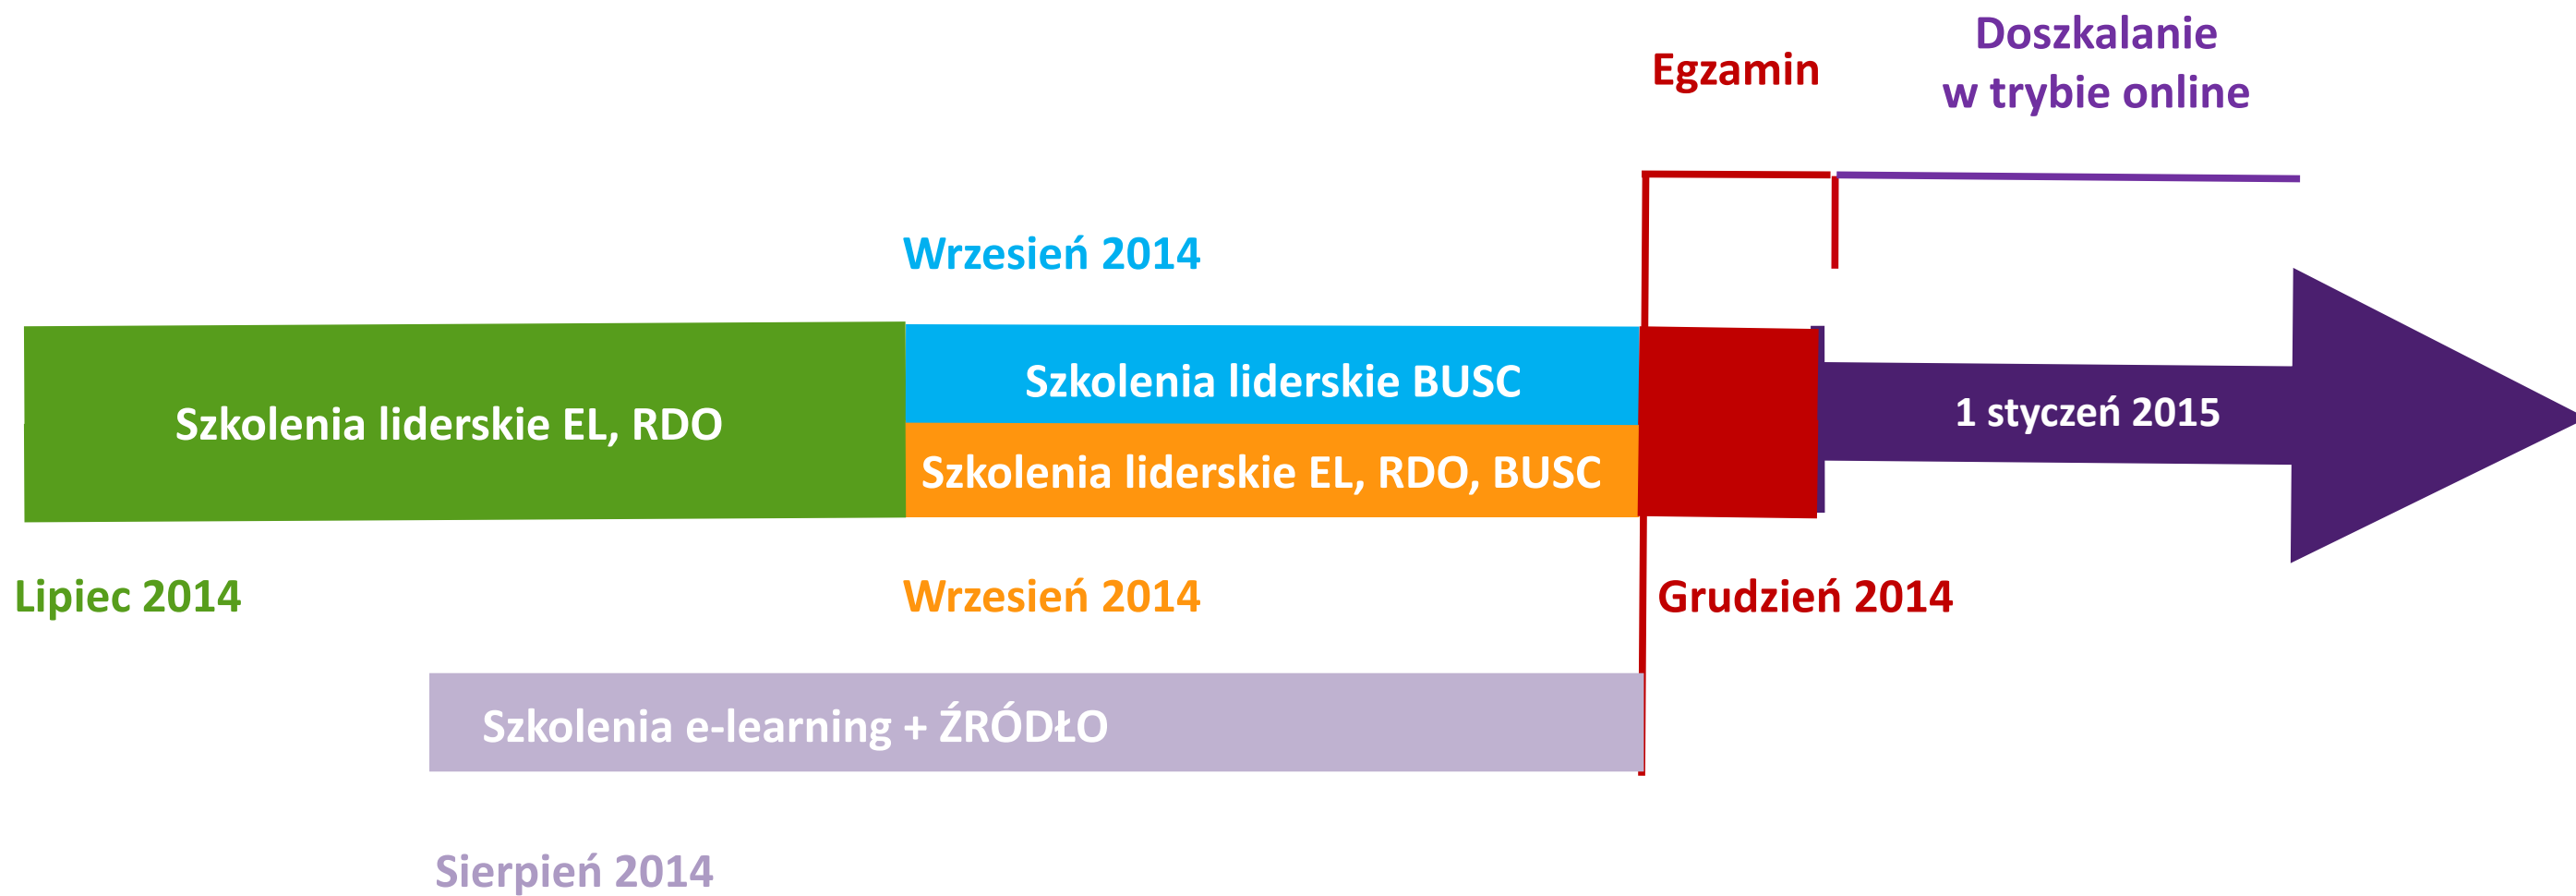 Doszkalanie
w trybie online
Egzamin
Wrzesień 2014
Szkolenia liderskie BUSC
Szkolenia liderskie EL, RDO
1 styczeń 2015
Szkolenia liderskie EL, RDO, BUSC
Lipiec 2014
Wrzesień 2014
Grudzień 2014
Szkolenia e-learning + ŹRÓDŁO
Sierpień 2014